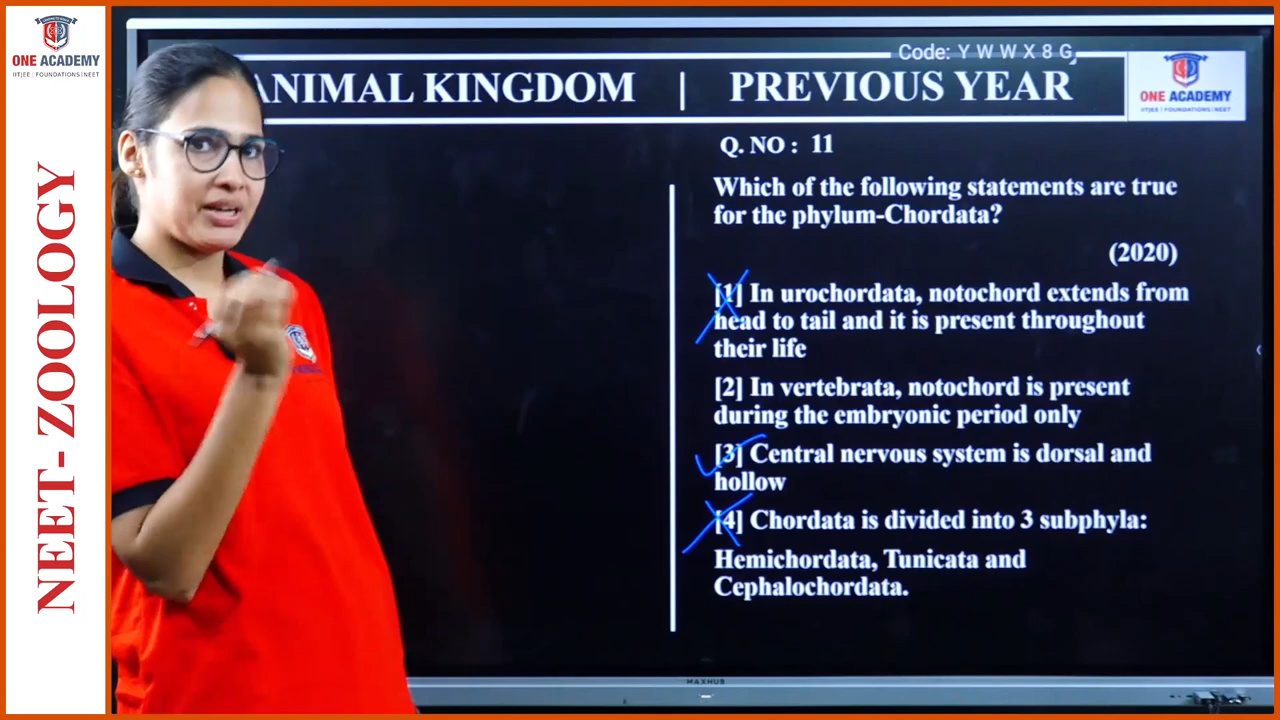 ONE ACADEMY
IITJEE | FOUNDATIONS | NEET
NEET- ZOOLOGY
Code: Y W W X 8 G
ANIMAL KINGDOM | PREVIOUS YEAR
ONE ACADEMY
IITJEE | FOUNDATIONS | NEET
Q. NO : 11
Which of the following statements are true
for the phylum-Chordata?
(2020)
[1] In urochordata, notochord extends from
head to tail and it is present throughout
their life
[2] In vertebrata, notochord is present
during the embryonic period only
[3] Central nervous system is dorsal and
hollow
[4] Chordata is divided into 3 subphyla:
Hemichordata, Tunicata and
Cephalochordata.
MAXHUB